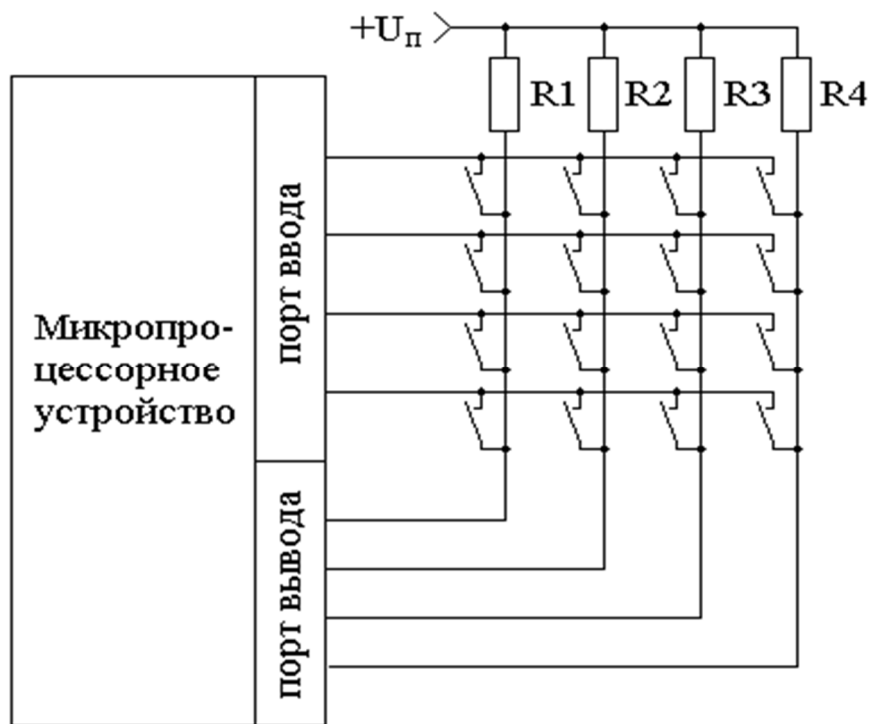 +Uп
R1 R2 R3 R4
порт ввода
Микропро-
цессорное
устройство
порт вывода